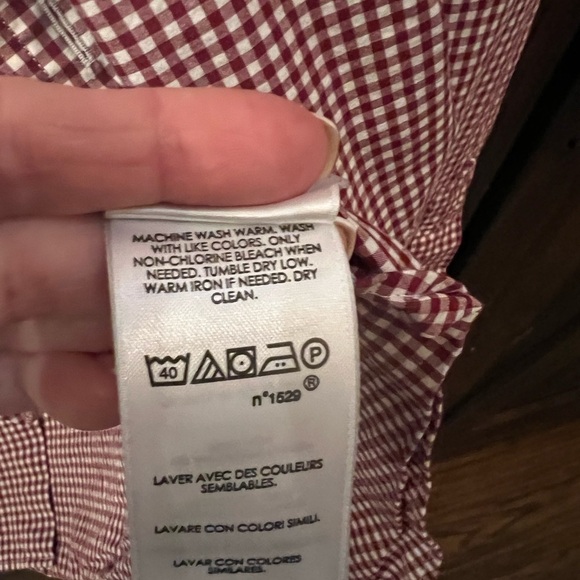 MACHINE WASH WARM. WASH
WITH LIKE COLORS. ONLY
NON-CHLORINE BLEACH WHEN
NEEDED. TUMBLE DRY LOW.
WARM IRON IF NEEDED. DRY
CLEAN.
40 P
n°1529 ®
LAVER AVEC DES COULEURS
SEMBLABLES.
LAVARE CON COLORI SIMILI.
LAVAR CON COLORES
SIMILARES.